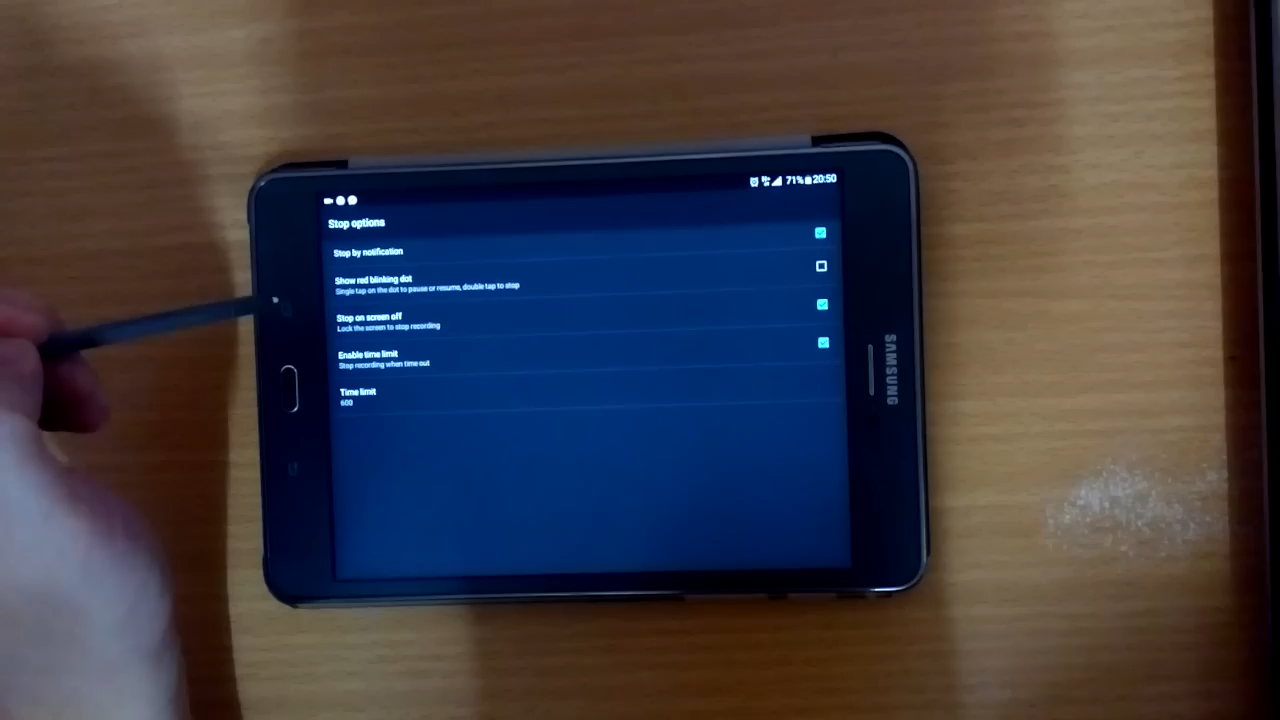 71% 20:50
Stop options
Stop by notification
Show red blinking dot
Single tap on the dot to pause or resume, double tap to stop
Stop on screen off
Lock the screen to stop recording
Enable time limit
Stop recording when time out
Time limit
600
SAMSUNG